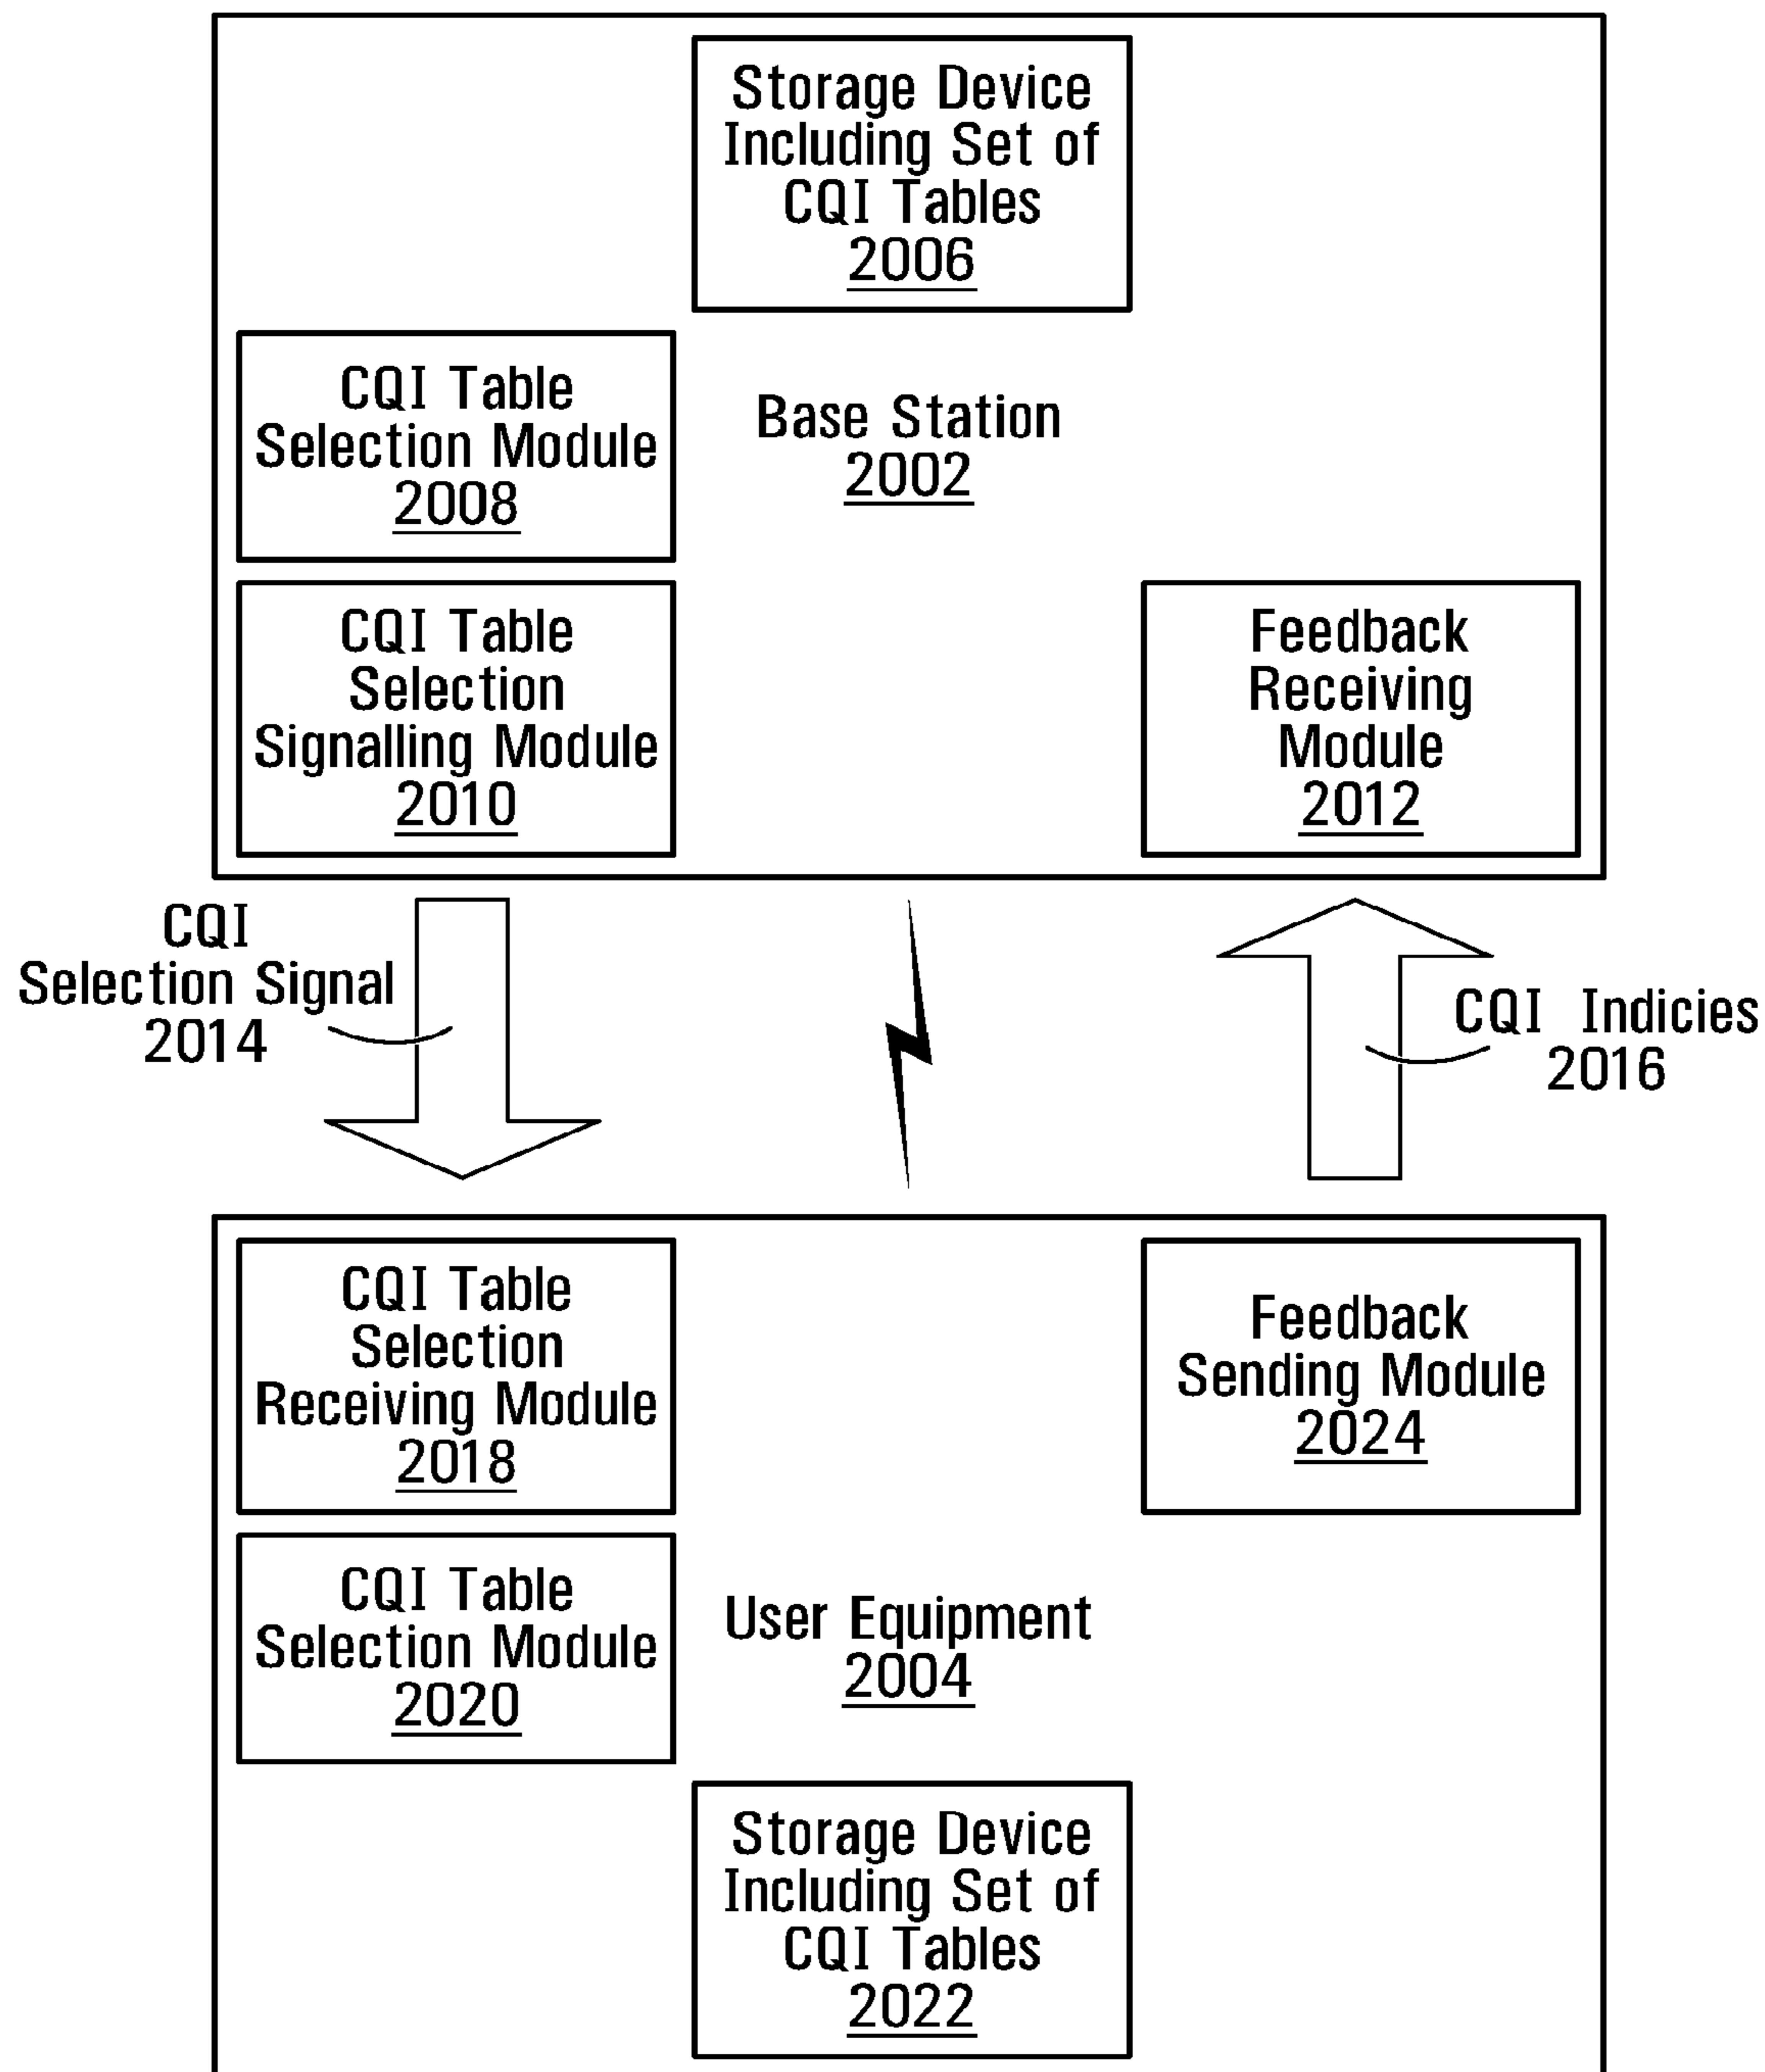 Storage Device
Including Set of
CQI Tables
2006
CQI Table
Selection Module
2008
Base Station
2002
CQI Table
Selection
Signalling Module
2010
Feedback
Receiving
Module
2012
CQI
Selection Signal
2014
CQI Indicies
2016
CQI Table
Selection
Receiving Module
2018
Feedback
Sending Module
2024
CQI Table
Selection Module
2020
User Equipment
2004
Storage Device
Including Set of
CQI Tables
2022